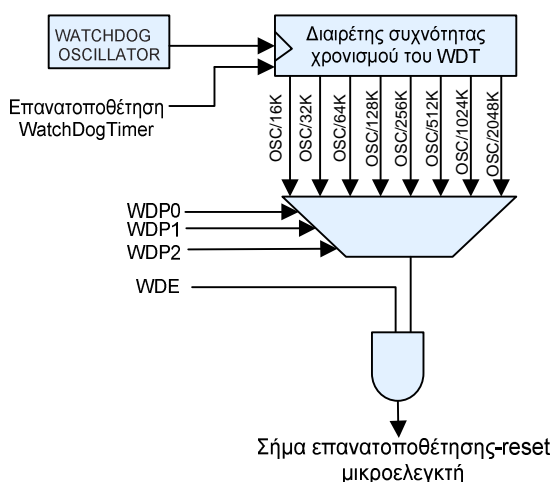 WATCHDOG
OSCILLATOR
Διαιρέτης συχνότητας
χρονισμού του WDT
Επανατοποθέτηση
WatchDogTimer
OSC/16K
OSC/32K
OSC/64K
OSC/128K
OSC/256K
OSC/512K
OSC/1024K
OSC/2048K
WDP0
WDP1
WDP2
WDE
Σήμα επανατοποθέτησης-reset
μικροελεγκτή